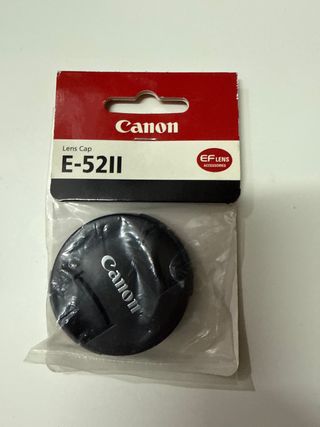 Canon
Lens Cap
E-52II
EF LENS
ACCESSORIES
Canon